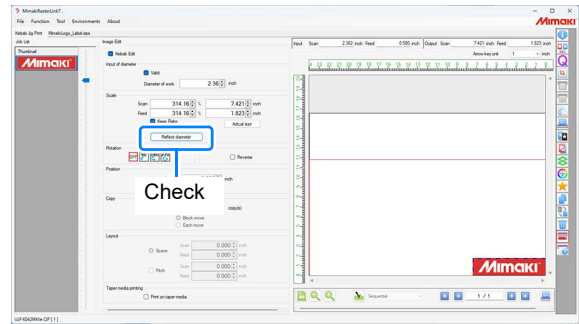 MimakiRasterLink7.
File Function Tool Environments About
Mimaki
Kebab Jig Print MimakiLogo_Label.eps
Job List
Thumbnail
Mimaki
Image Edit
Kebab Edit
Input of diameter
Valid
Diameter of work 2.36 inch
Scale
Scan 314.16 % 7.421 inch
Feed 314.16 % 1.823 inch
Keep Ratio
Actual size
Reflect diameter
Rotation
OFF
Reverse
Position
inch
Check
Copy
copy(s)
Block move
Each move
Layout
Space
Scan 0.000 inch
Feed 0.000 inch
Pitch
Scan 0.000 inch
Feed 0.000 inch
Taper media printing
Print on taper media
Input Scan 2.362 inch Feed 0.580 inch Output Scan 7.421 inch Feed 1.823 inch
Arrow key unit 1 inch
Mimaki
Sequential
1 / 1
UJF-6042MkIIe OP [ 1 ]